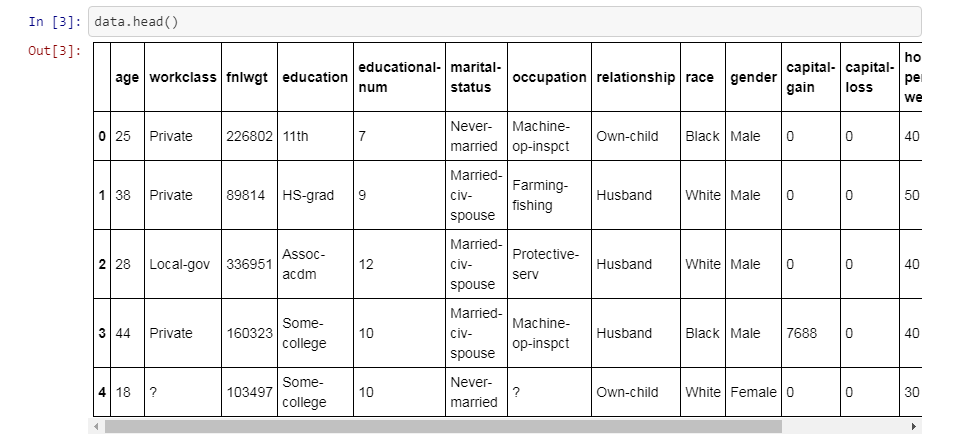 In [3]: data.head()
Out[3]:
age workclass fnlwgt education educational-num marital-status occupation relationship race gender capital-gain capital-loss ho pe we
0 25 Private 226802 11th 7 Never-married Machine-op-inspct Own-child Black Male 0 0 40
1 38 Private 89814 HS-grad 9 Married-civ-spouse Farming-fishing Husband White Male 0 0 50
2 28 Local-gov 336951 Assoc-acdm 12 Married-civ-spouse Protective-serv Husband White Male 0 0 40
3 44 Private 160323 Some-college 10 Married-civ-spouse Machine-op-inspct Husband Black Male 7688 0 40
4 18 ? 103497 Some-college 10 Never-married ? Own-child White Female 0 0 30